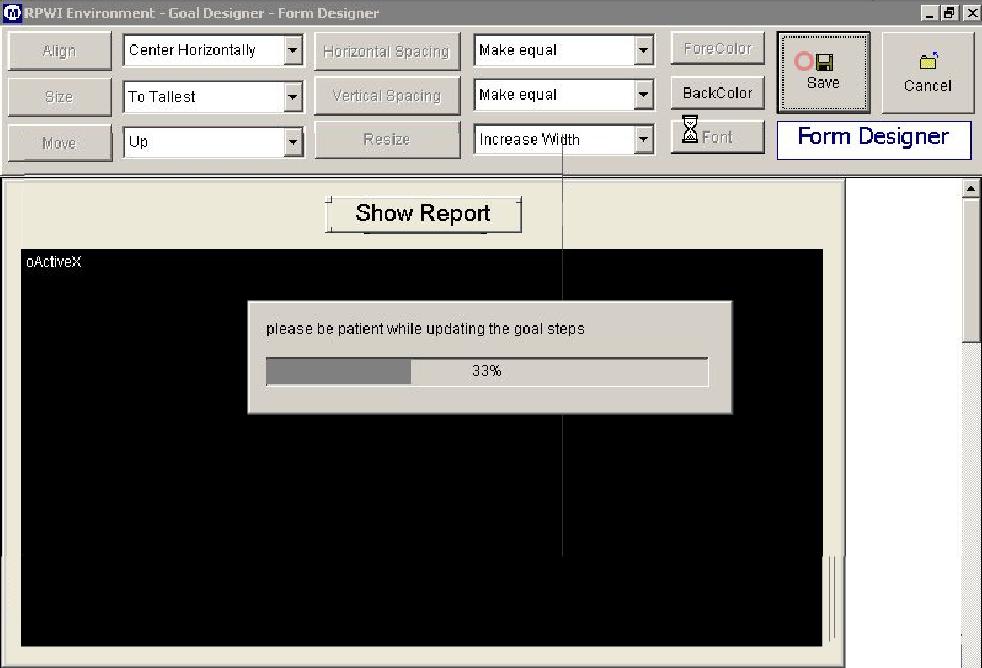 RPWI Environment - Goal Designer - Form Designer
Align
Center Horizontally
Horizontal Spacing
Make equal
ForeColor
Save
Cancel
Size
To Tallest
Vertical Spacing
Make equal
BackColor
Move
Up
Resize
Increase Width
Font
Form Designer
Show Report
oActiveX
please be patient while updating the goal steps
33%